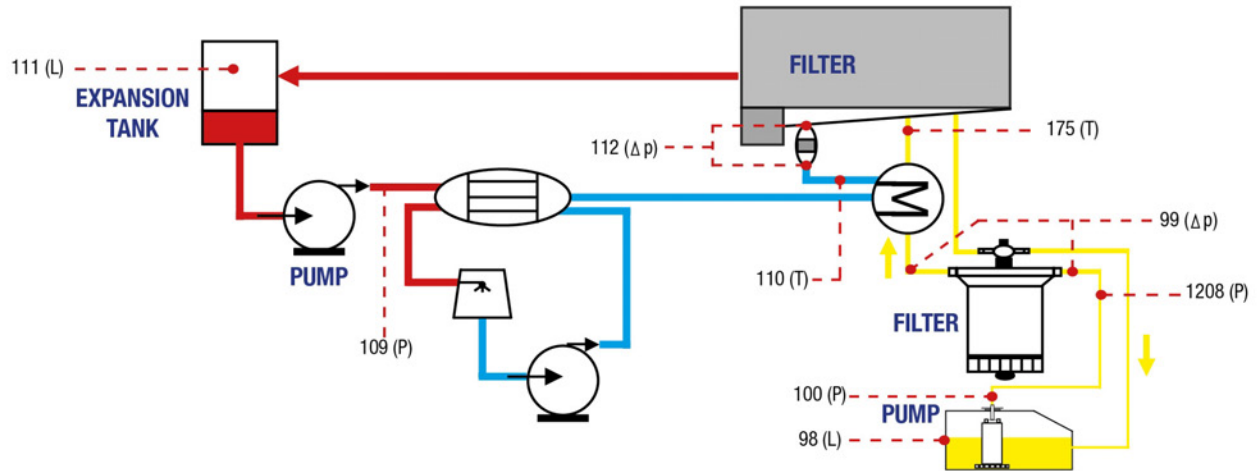 111 (L)
EXPANSION
TANK
FILTER
112 (Δ p)
175 (T)
PUMP
109 (P)
110 (T)
99 (Δ p)
1208 (P)
FILTER
100 (P)
PUMP
98 (L)